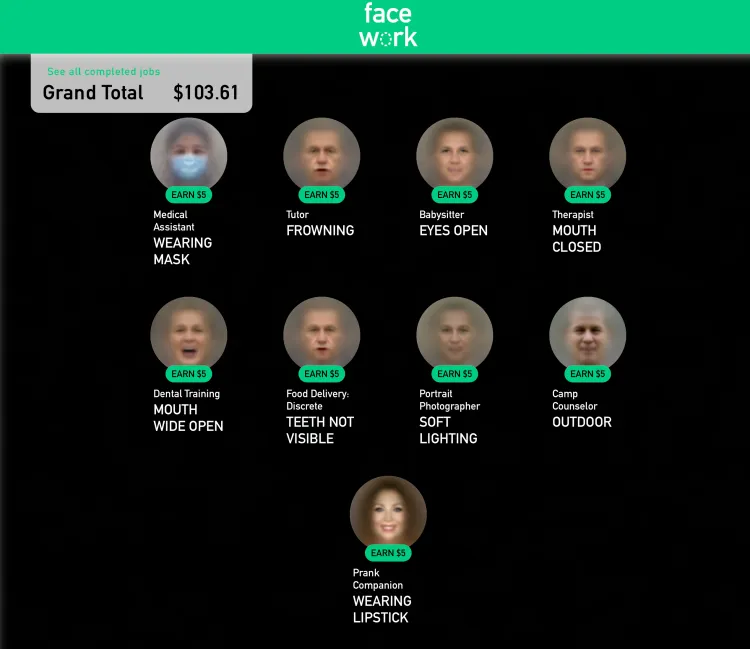 face
work
See all completed jobs
Grand Total $103.61
EARN $5
EARN $5
EARN $5
EARN $5
Medical
Assistant
WEARING
MASK
Tutor
FROWNING
Babysitter
EYES OPEN
Therapist
MOUTH
CLOSED
EARN $5
EARN $5
EARN $5
EARN $5
Dental Training
MOUTH
WIDE OPEN
Food Delivery:
Discrete
TEETH NOT
VISIBLE
Portrait
Photographer
SOFT
LIGHTING
Camp
Counselor
OUTDOOR
EARN $5
Prank
Companion
WEARING
LIPSTICK